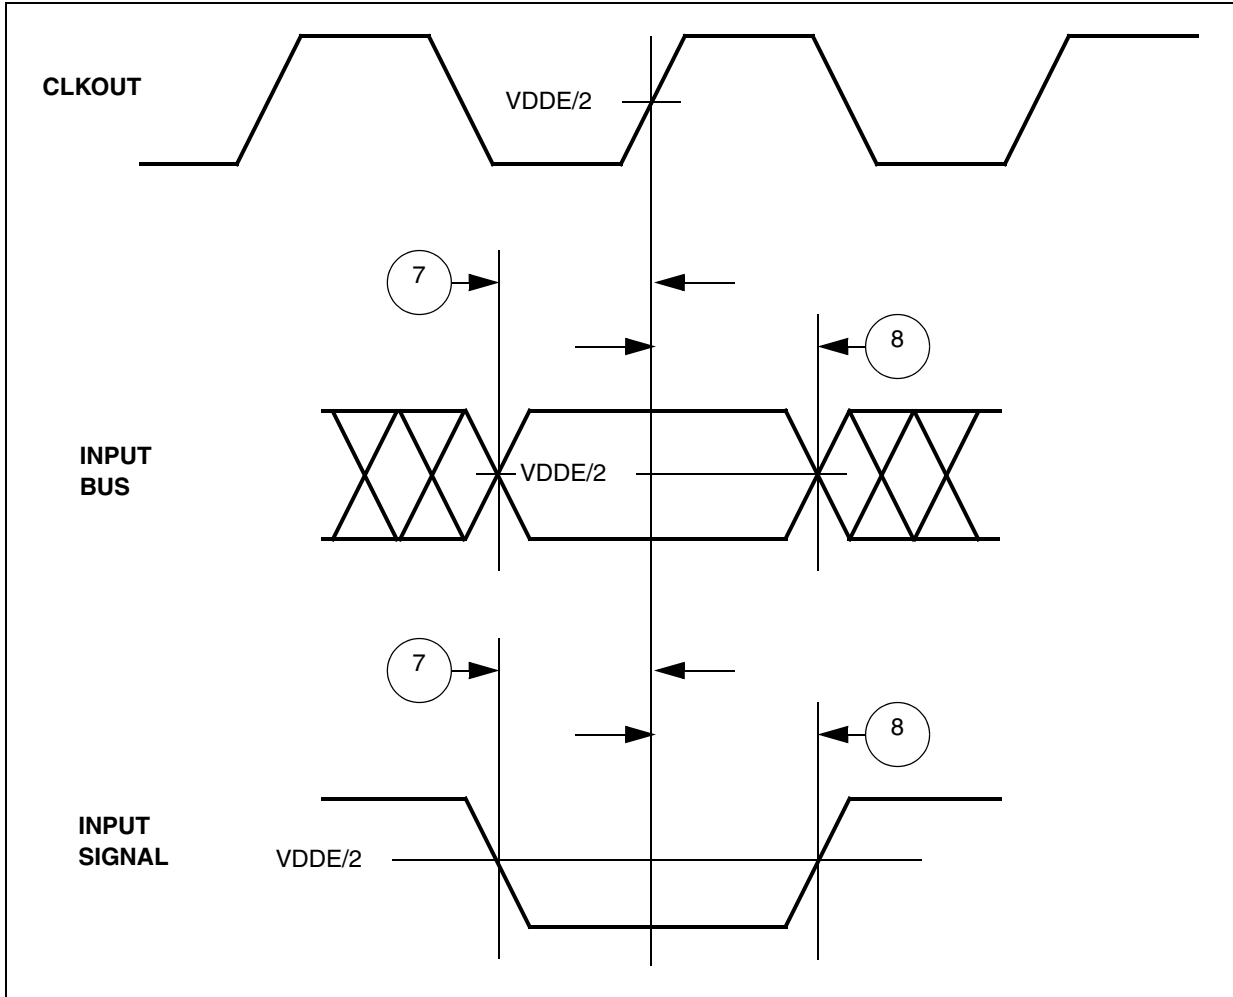 CLKOUT
VDDE/2
7
8
INPUT
BUS
VDDE/2
7
8
INPUT
SIGNAL
VDDE/2